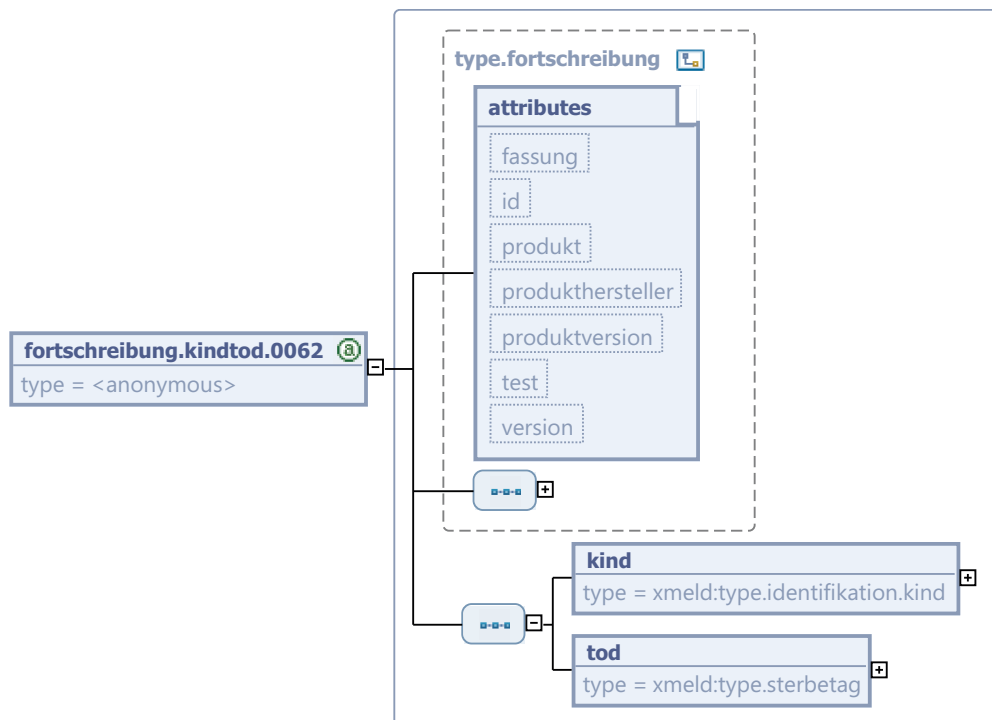 type.fortschreibung
attributes
fassung
id
produkt
produkthersteller
produktversion
test
version
fortschreibung.kindtod.0062 @
type = <anonymous>
kind
type = xmeld:type.identifikation.kind
tod
type = xmeld:type.sterbetag